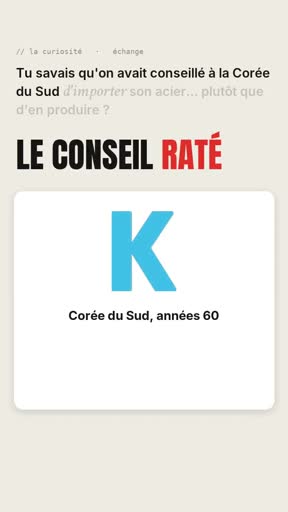 // la curiosité · échange
Tu savais qu'on avait conseillé à la Corée
du Sud d'importer son acier... plutôt que
d'en produire ?
LE CONSEIL RATÉ
K
Corée du Sud, années 60